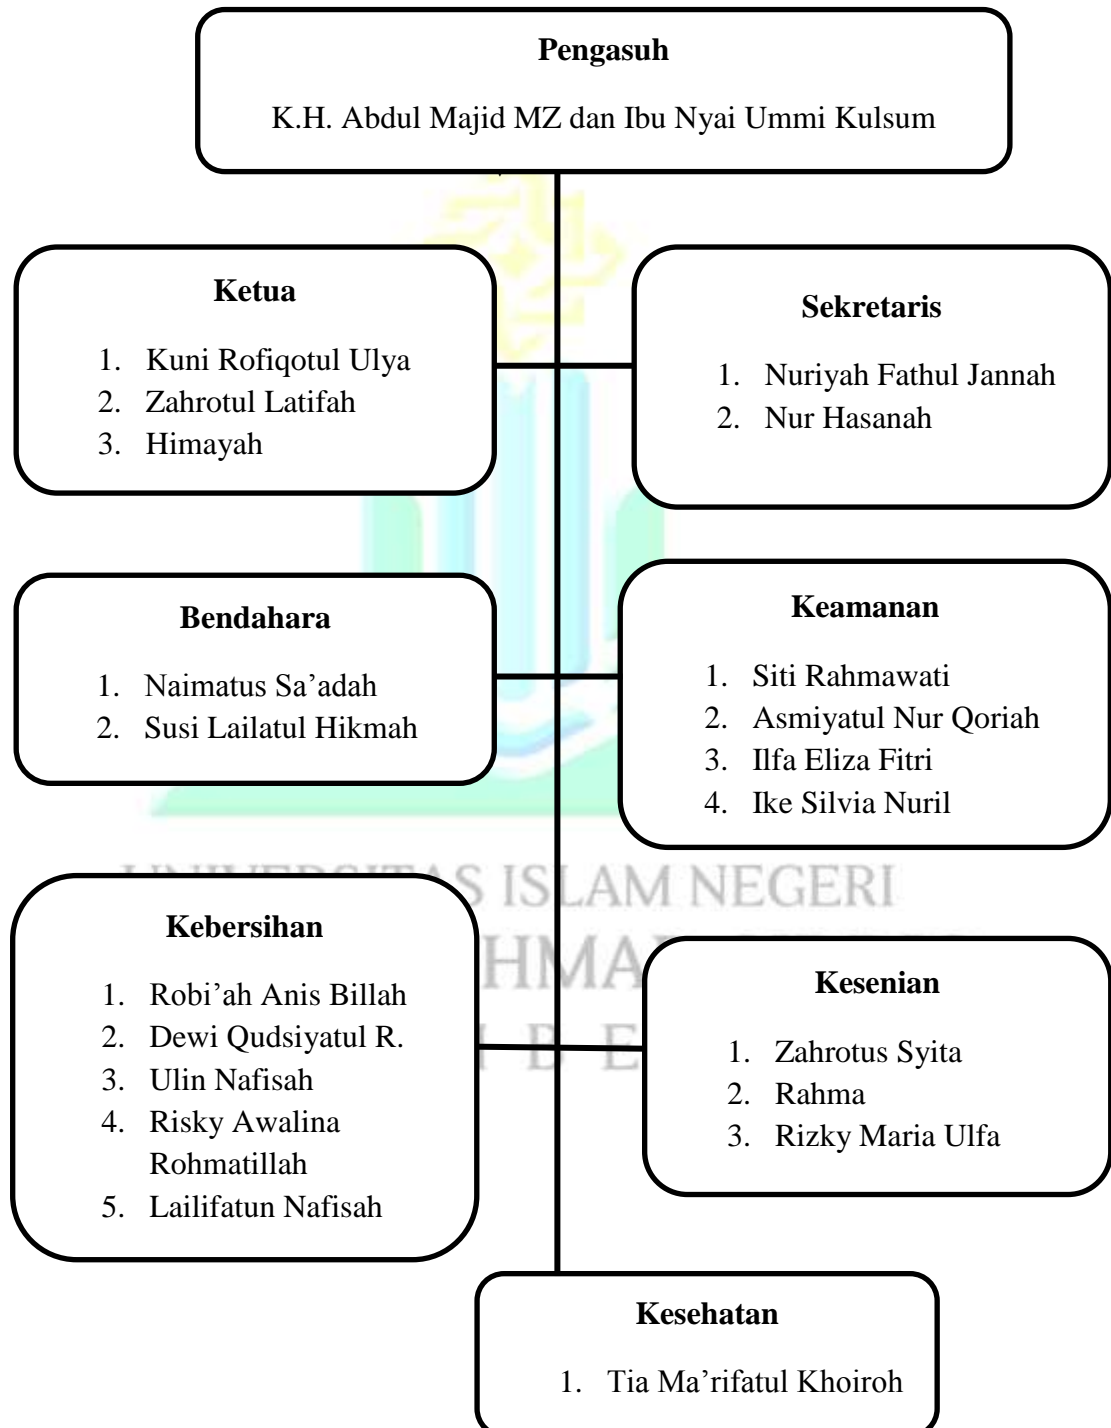 Pengasuh
K.H. Abdul Majid MZ dan Ibu Nyai Ummi Kulsum
Ketua
1. Kuni Rofiqotul Ulya
2. Zahrotul Latifah
3. Himayah
Sekretaris
1. Nuriyah Fathul Jannah
2. Nur Hasanah
Bendahara
1. Naimatus Sa’adah
2. Susi Lailatul Hikmah
Keamanan
1. Siti Rahmawati
2. Asmiyatul Nur Qoriah
3. Ilfa Eliza Fitri
4. Ike Silvia Nuril
UNIVERSITAS ISLAM NEGERI
Kebersihan
1. Robi’ah Anis Billah
2. Dewi Qudsiyatul R.
3. Ulin Nafisah
4. Risky Awalina
Rohmatillah
5. Lailifatun Nafisah
Kesenian
1. Zahrotus Syita
2. Rahma
3. Rizky Maria Ulfa
Kesehatan
1. Tia Ma’rifatul Khoiroh